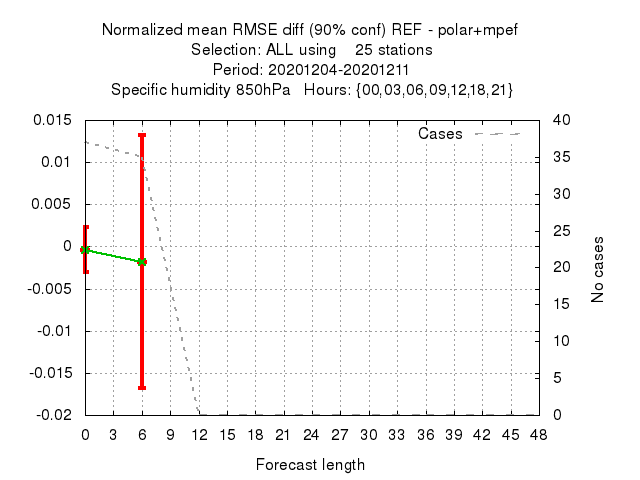 Normalized mean RMSE diff (90% conf) REF - polar+mpef
Selection: ALL using    25 stations
Period: 20201204-20201211
Specific humidity 850hPa   Hours: {00,03,06,09,12,18,21}
Cases
0.015
0.01
0.005
0
-0.005
-0.01
-0.015
-0.02
40
35
30
25
20
15
10
5
0
No cases
0 3 6 9 12 15 18 21 24 27 30 33 36 39 42 45 48
Forecast length